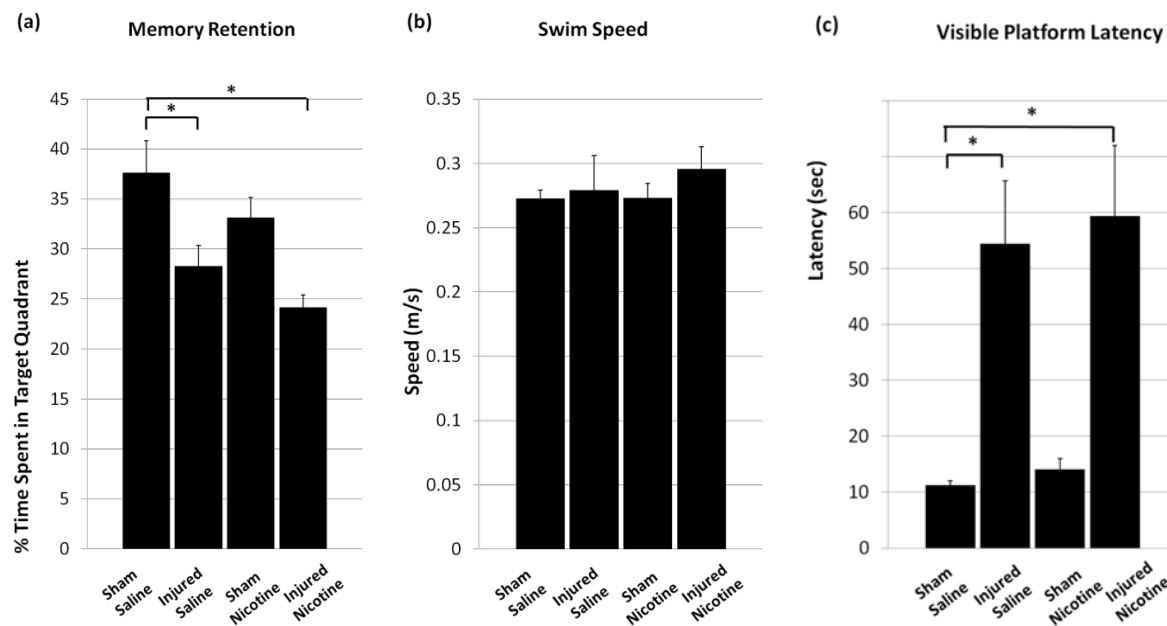 (a)
Memory Retention
% Time Spent in Target Quadrant
45
40
35
30
25
20
15
10
5
0
*
*
Sham
Saline
Injured
Saline
Sham
Nicotine
Injured
Nicotine
(b)
Swim Speed
Speed (m/s)
0.35
0.3
0.25
0.2
0.15
0.1
0.05
0
Sham
Saline
Injured
Saline
Sham
Nicotine
Injured
Nicotine
(c)
Visible Platform Latency
Latency (sec)
60
50
40
30
20
10
0
*
*
Sham
Saline
Injured
Saline
Sham
Nicotine
Injured
Nicotine